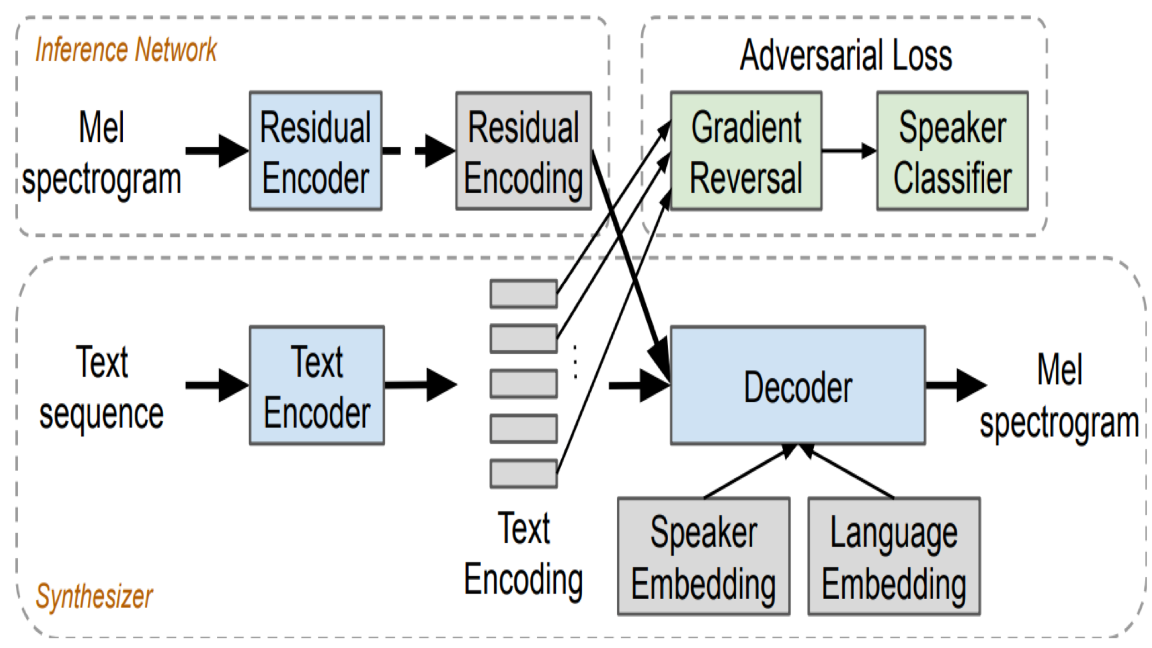 Inference Network
Mel
spectrogram
Residual
Encoder
Residual
Encoding
Adversarial Loss
Gradient
Reversal
Speaker
Classifier
Text
sequence
Text
Encoder
Text
Encoding
Decoder
Mel
spectrogram
Speaker
Embedding
Language
Embedding
Synthesizer